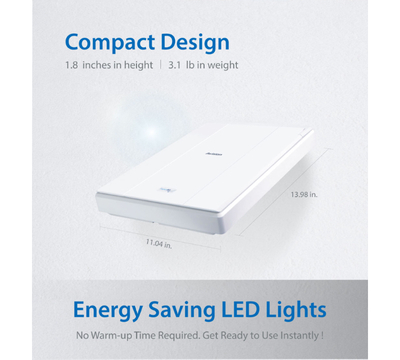 Compact Design
1.8 inches in height | 3.1 lb in weight
13.98 in.
11.04 in.
Energy Saving LED Lights
No Warm-up Time Required. Get Ready to Use Instantly !